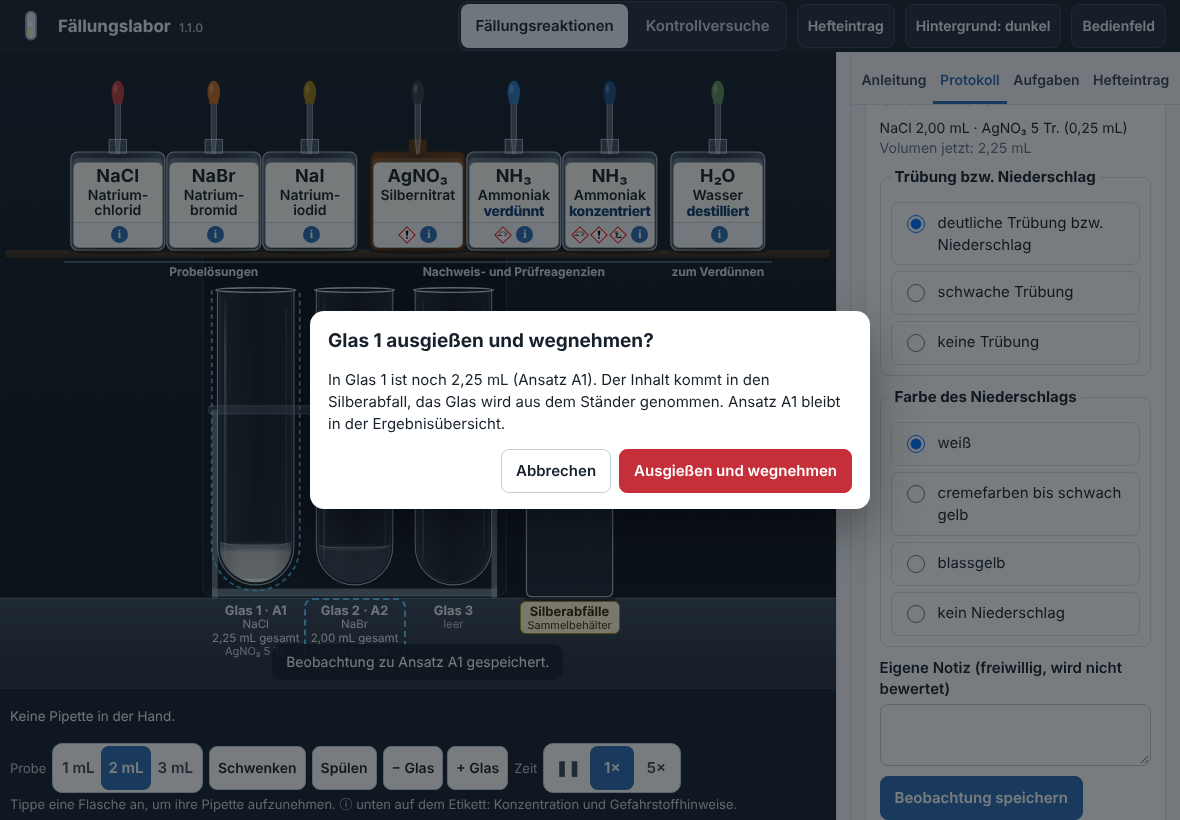 Fällungslabor 1.1.0
Fällungsreaktionen
Kontrollversuche
Hefteintrag
Hintergrund: dunkel
Bedienfeld
Anleitung
Protokoll
Aufgaben
Hefteintrag
NaCl
Natrium-
chlorid
i
NaBr
Natrium-
bromid
i
NaI
Natrium-
iodid
i
AgNO₃
Silbernitrat
i
NH₃
Ammoniak
verdünnt
i
NH₃
Ammoniak
konzentriert
i
H₂O
Wasser
destilliert
i
Probelösungen
Nachweis- und Prüfreagenzien
zum Verdünnen
Glas 1 ausgießen und wegnehmen?
In Glas 1 ist noch 2,25 mL (Ansatz A1). Der Inhalt kommt in den
Silberabfall, das Glas wird aus dem Ständer genommen. Ansatz A1 bleibt
in der Ergebnisübersicht.
Abbrechen
Ausgießen und wegnehmen
Glas 1 · A1
NaCl
2,25 mL gesamt
AgNO₃ 5
Glas 2 · A2
NaBr
2,00 mL gesamt
Glas 3
leer
Silberabfälle
Sammelbehälter
Beobachtung zu Ansatz A1 gespeichert.
Keine Pipette in der Hand.
Probe
1 mL
2 mL
3 mL
Schwenken
Spülen
− Glas
+ Glas
Zeit
1×
5×
Tippe eine Flasche an, um ihre Pipette aufzunehmen. ⓘ unten auf dem Etikett: Konzentration und Gefahrstoffhinweise.
NaCl 2,00 mL · AgNO₃ 5 Tr. (0,25 mL)
Volumen jetzt: 2,25 mL
Trübung bzw. Niederschlag
deutliche Trübung bzw.
Niederschlag
schwache Trübung
keine Trübung
Farbe des Niederschlags
weiß
cremefarben bis schwach
gelb
blassgelb
kein Niederschlag
Eigene Notiz (freiwillig, wird nicht
bewertet)
Beobachtung speichern